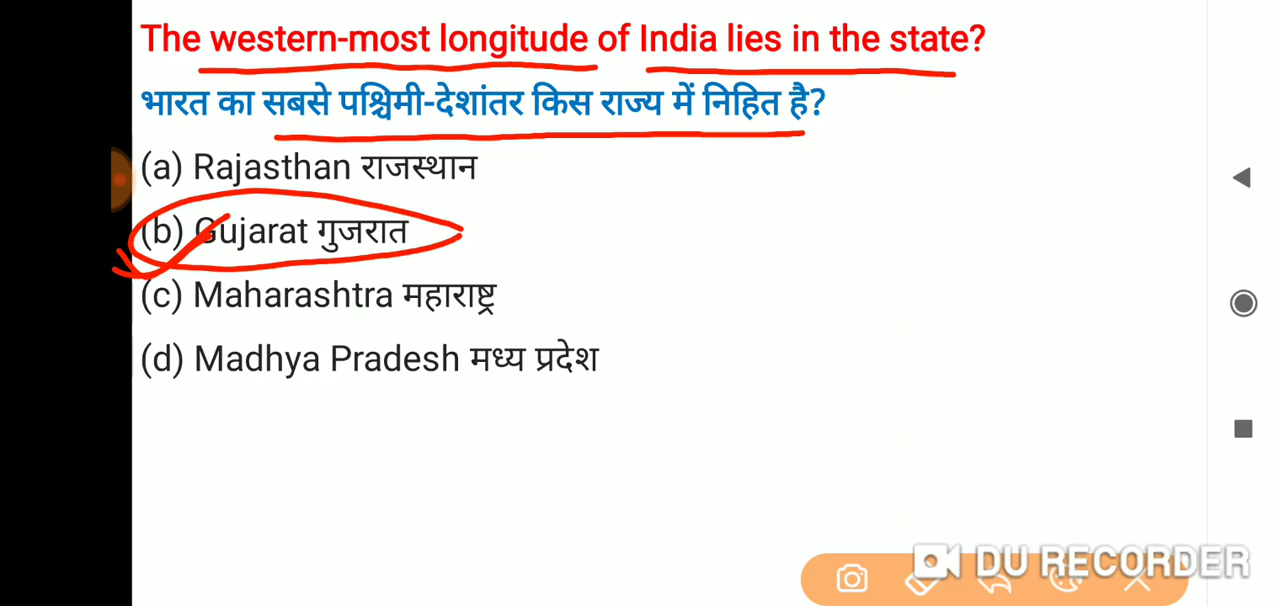 The western-most longitude of India lies in the state?
भारत का सबसे पश्चिमी-देशांतर किस राज्य में निहित है?
(a) Rajasthan राजस्थान
(b) Gujarat गुजरात
(c) Maharashtra महाराष्ट्र
(d) Madhya Pradesh मध्य प्रदेश
DU RECORDER